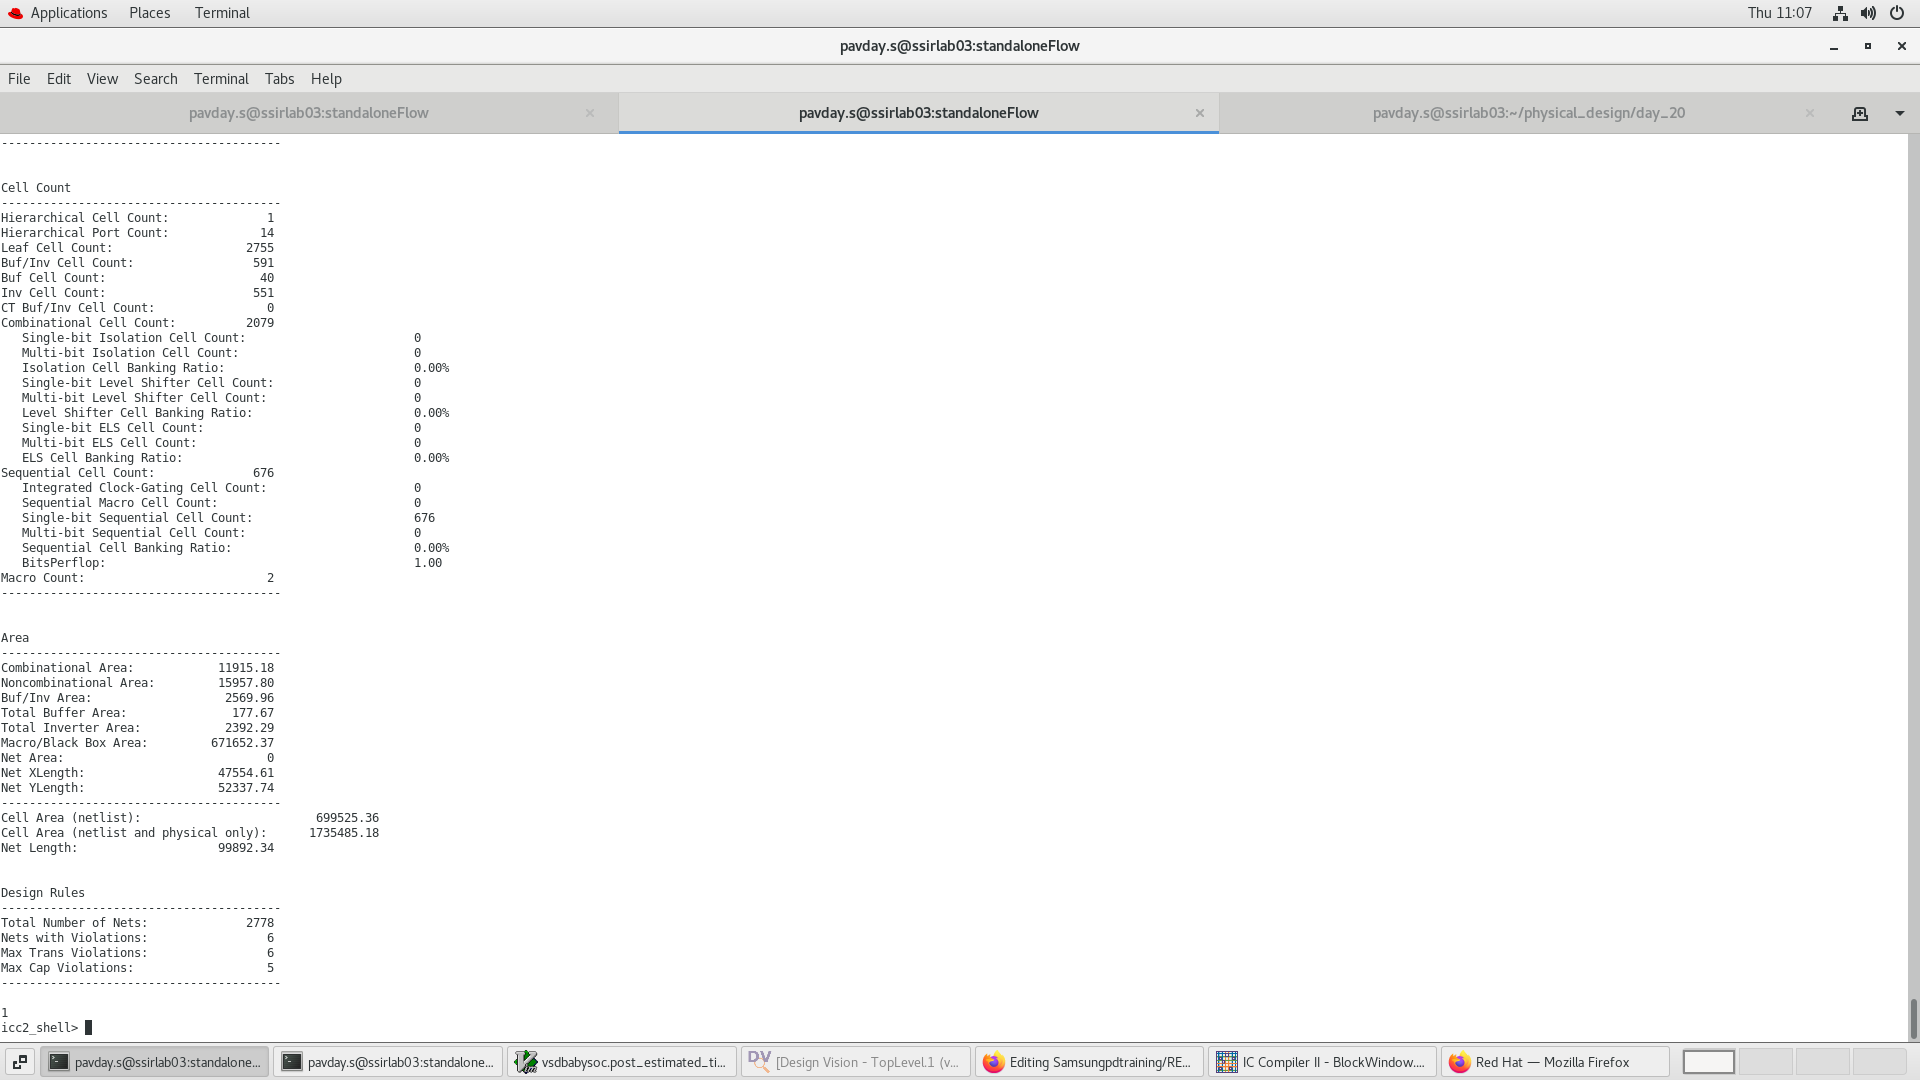 Applications Places Terminal Thu 11:07
pavday.s@ssirlab03:standaloneFlow
File Edit View Search Terminal Tabs Help
pavday.s@ssirlab03:standaloneFlow × pavday.s@ssirlab03:standaloneFlow × pavday.s@ssirlab03:~/physical_design/day_20 ×
----------------------------------------
Cell Count
----------------------------------------
Hierarchical Cell Count: 1
Hierarchical Port Count: 14
Leaf Cell Count: 2755
Buf/Inv Cell Count: 591
Buf Cell Count: 40
Inv Cell Count: 551
CT Buf/Inv Cell Count: 0
Combinational Cell Count: 2079
Single-bit Isolation Cell Count: 0
Multi-bit Isolation Cell Count: 0
Isolation Cell Banking Ratio: 0.00%
Single-bit Level Shifter Cell Count: 0
Multi-bit Level Shifter Cell Count: 0
Level Shifter Cell Banking Ratio: 0.00%
Single-bit ELS Cell Count: 0
Multi-bit ELS Cell Count: 0
ELS Cell Banking Ratio: 0.00%
Sequential Cell Count: 676
Integrated Clock-Gating Cell Count: 0
Sequential Macro Cell Count: 0
Single-bit Sequential Cell Count: 676
Multi-bit Sequential Cell Count: 0
Sequential Cell Banking Ratio: 0.00%
BitsPerflop: 1.00
Macro Count: 2
----------------------------------------
Area
----------------------------------------
Combinational Area: 11915.18
Noncombinational Area: 15957.80
Buf/Inv Area: 2569.96
Total Buffer Area: 177.67
Total Inverter Area: 2392.29
Macro/Black Box Area: 671652.37
Net Area: 0
Net XLength: 47554.61
Net YLength: 52337.74
----------------------------------------
Cell Area (netlist): 699525.36
Cell Area (netlist and physical only): 1735485.18
Net Length: 99892.34
Design Rules
----------------------------------------
Total Number of Nets: 2778
Nets with Violations: 6
Max Trans Violations: 6
Max Cap Violations: 5
----------------------------------------
1
icc2_shell>
pavday.s@ssirlab03:standalone... pavday.s@ssirlab03:standalone... vsdbabysoc.post_estimated_ti... DV [Design Vision - TopLevel.1 (v... Editing Samsungpdtraining/RE... IC Compiler II - BlockWindow.... Red Hat — Mozilla Firefox